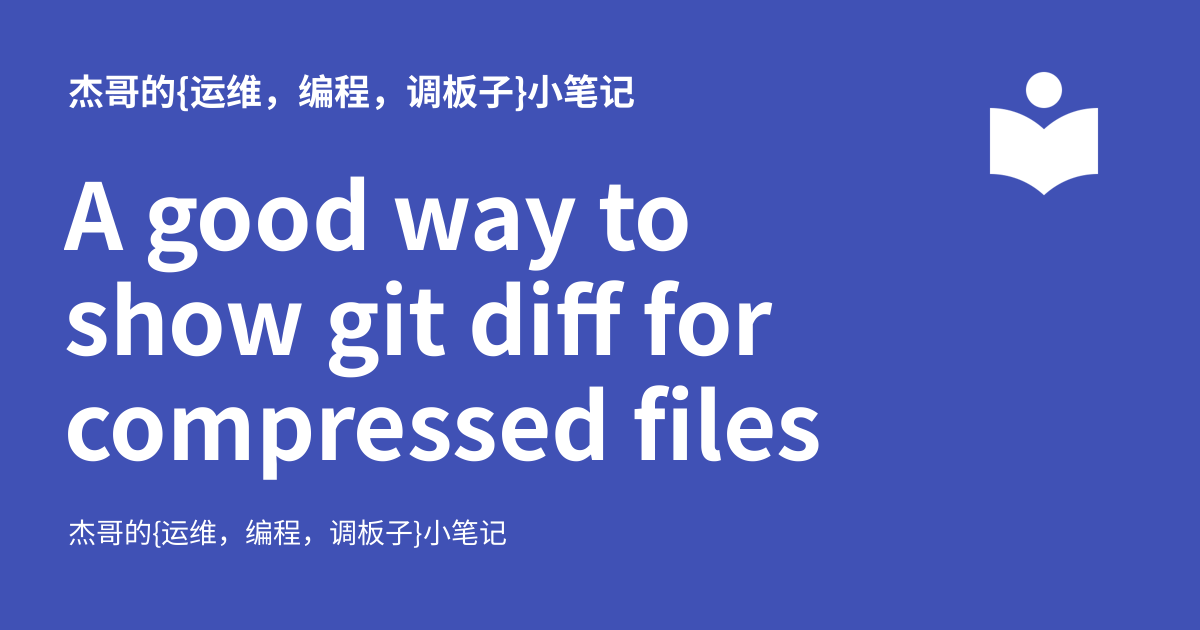 杰哥的{运维，编程，调板子}小笔记
A good way to
show git diff for
compressed files
杰哥的{运维，编程，调板子}小笔记